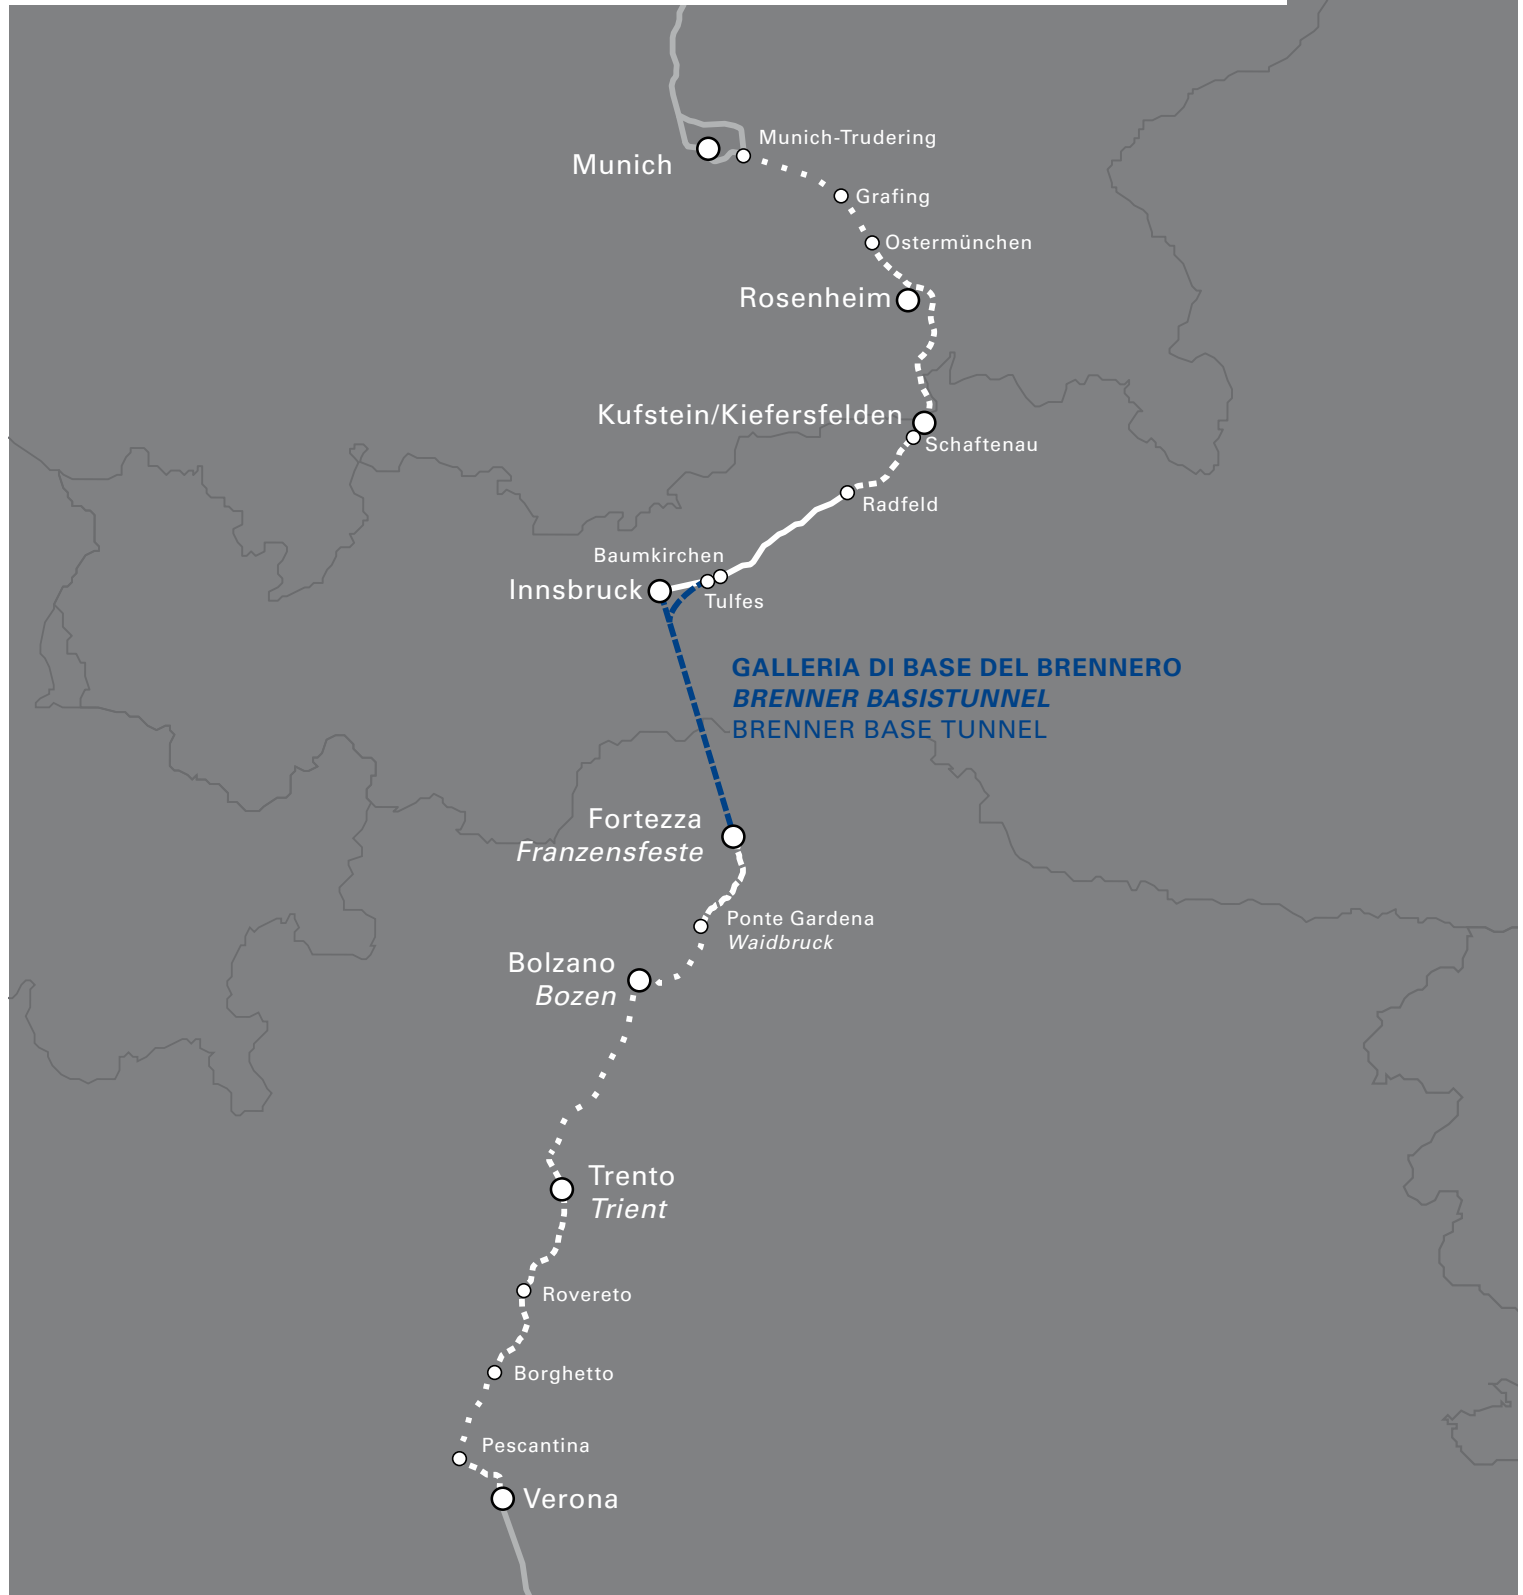 Munich-Trudering
Munich
Grafing
Ostermünchen
Rosenheim
Kufstein/Kiefersfelden
Schaftenau
Radfeld
Baumkirchen
Innsbruck
Tulfes
GALLERIA DI BASE DEL BRENNERO
BRENNER BASISTUNNEL
BRENNER BASE TUNNEL
Fortezza
Franzensfeste
Ponte Gardena
Waidbruck
Bolzano
Bozen
Trento
Trient
Rovereto
Borghetto
Pescantina
Verona